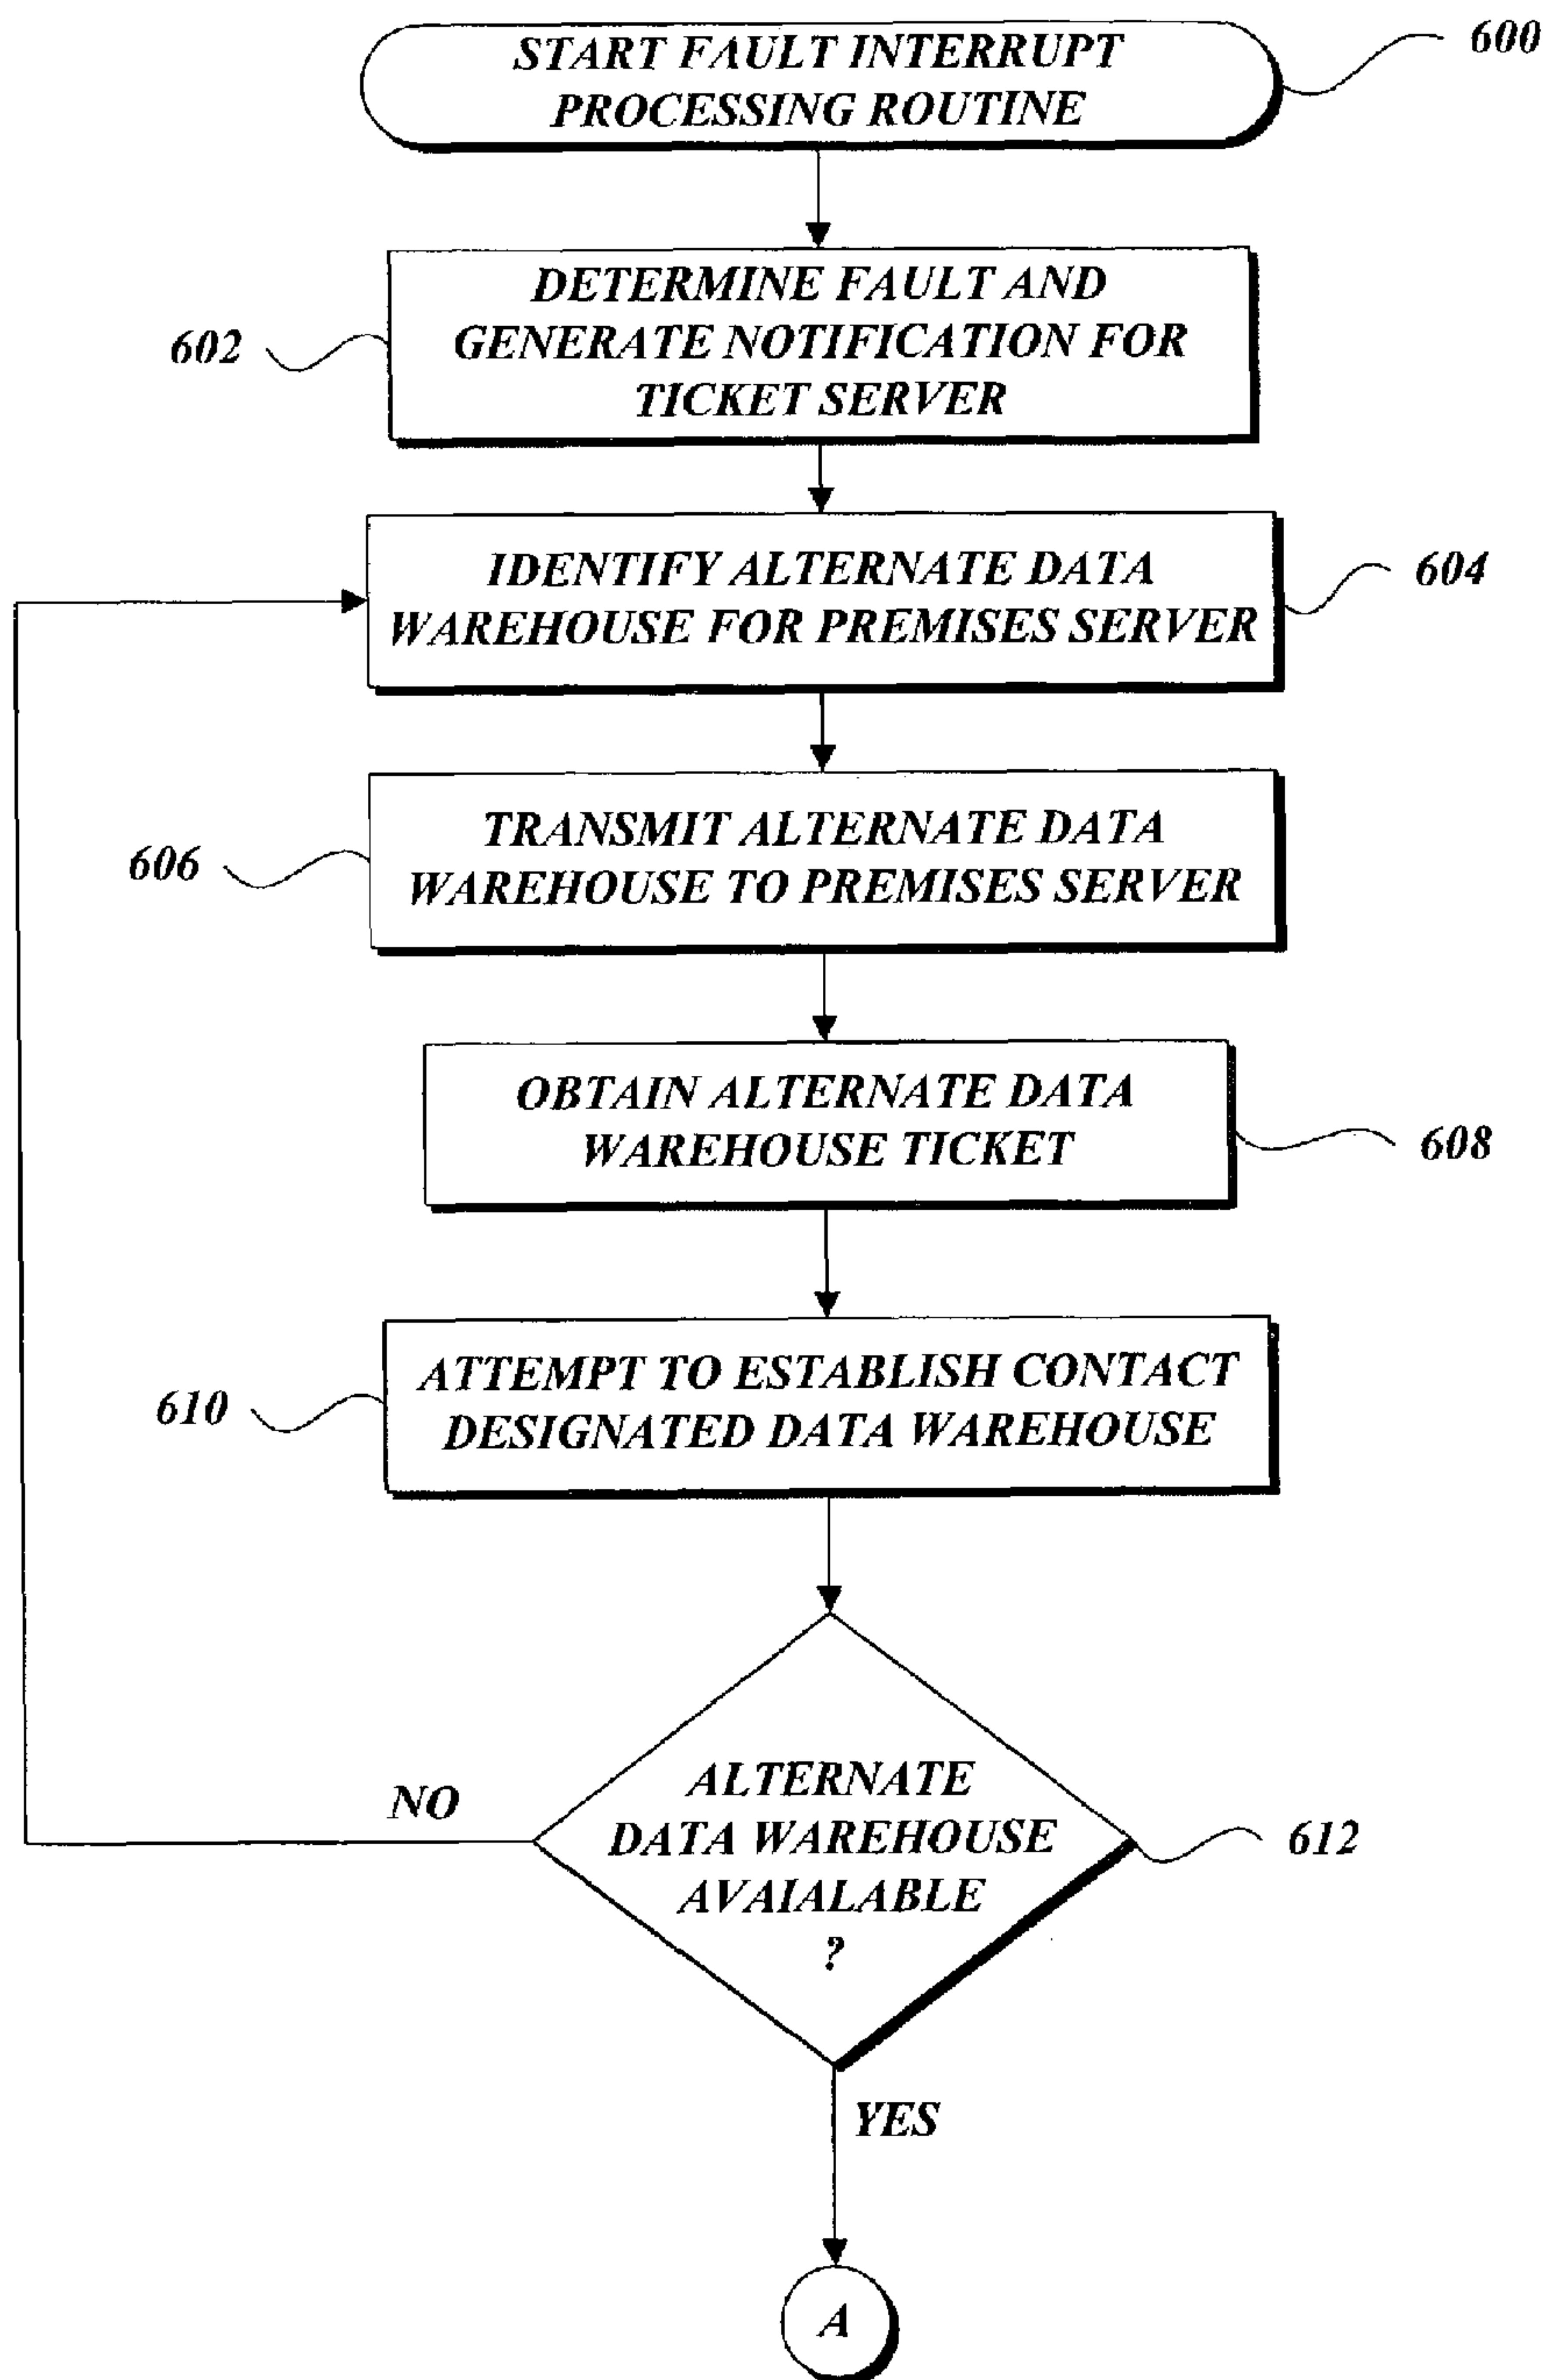 START FAULT INTERRUPT
PROCESSING ROUTINE
600
DETERMINE FAULT AND
GENERATE NOTIFICATION FOR
TICKET SERVER
602
IDENTIFY ALTERNATE DATA
WAREHOUSE FOR PREMISES SERVER
604
TRANSMIT ALTERNATE DATA
WAREHOUSE TO PREMISES SERVER
606
OBTAIN ALTERNATE DATA
WAREHOUSE TICKET
608
ATTEMPT TO ESTABLISH CONTACT
DESIGNATED DATA WAREHOUSE
610
ALTERNATE
DATA WAREHOUSE
AVAIALABLE
?
612
NO
YES
A